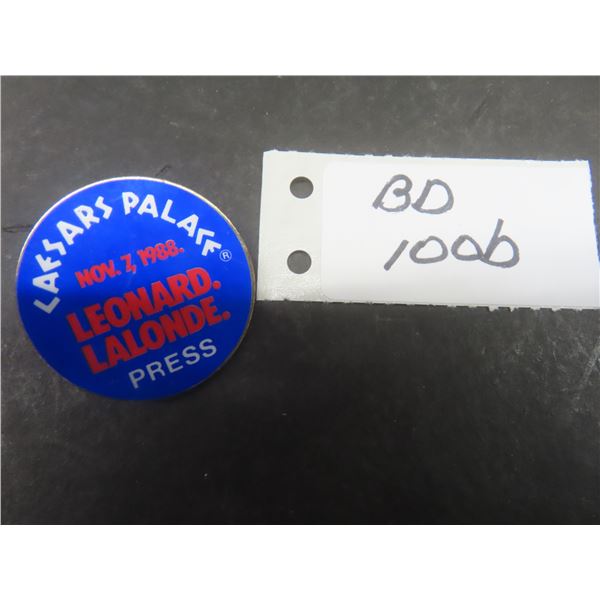 CAESARS PALACE®
NOV. 7, 1988.
LEONARD.
LALONDE.
PRESS
BD
1006